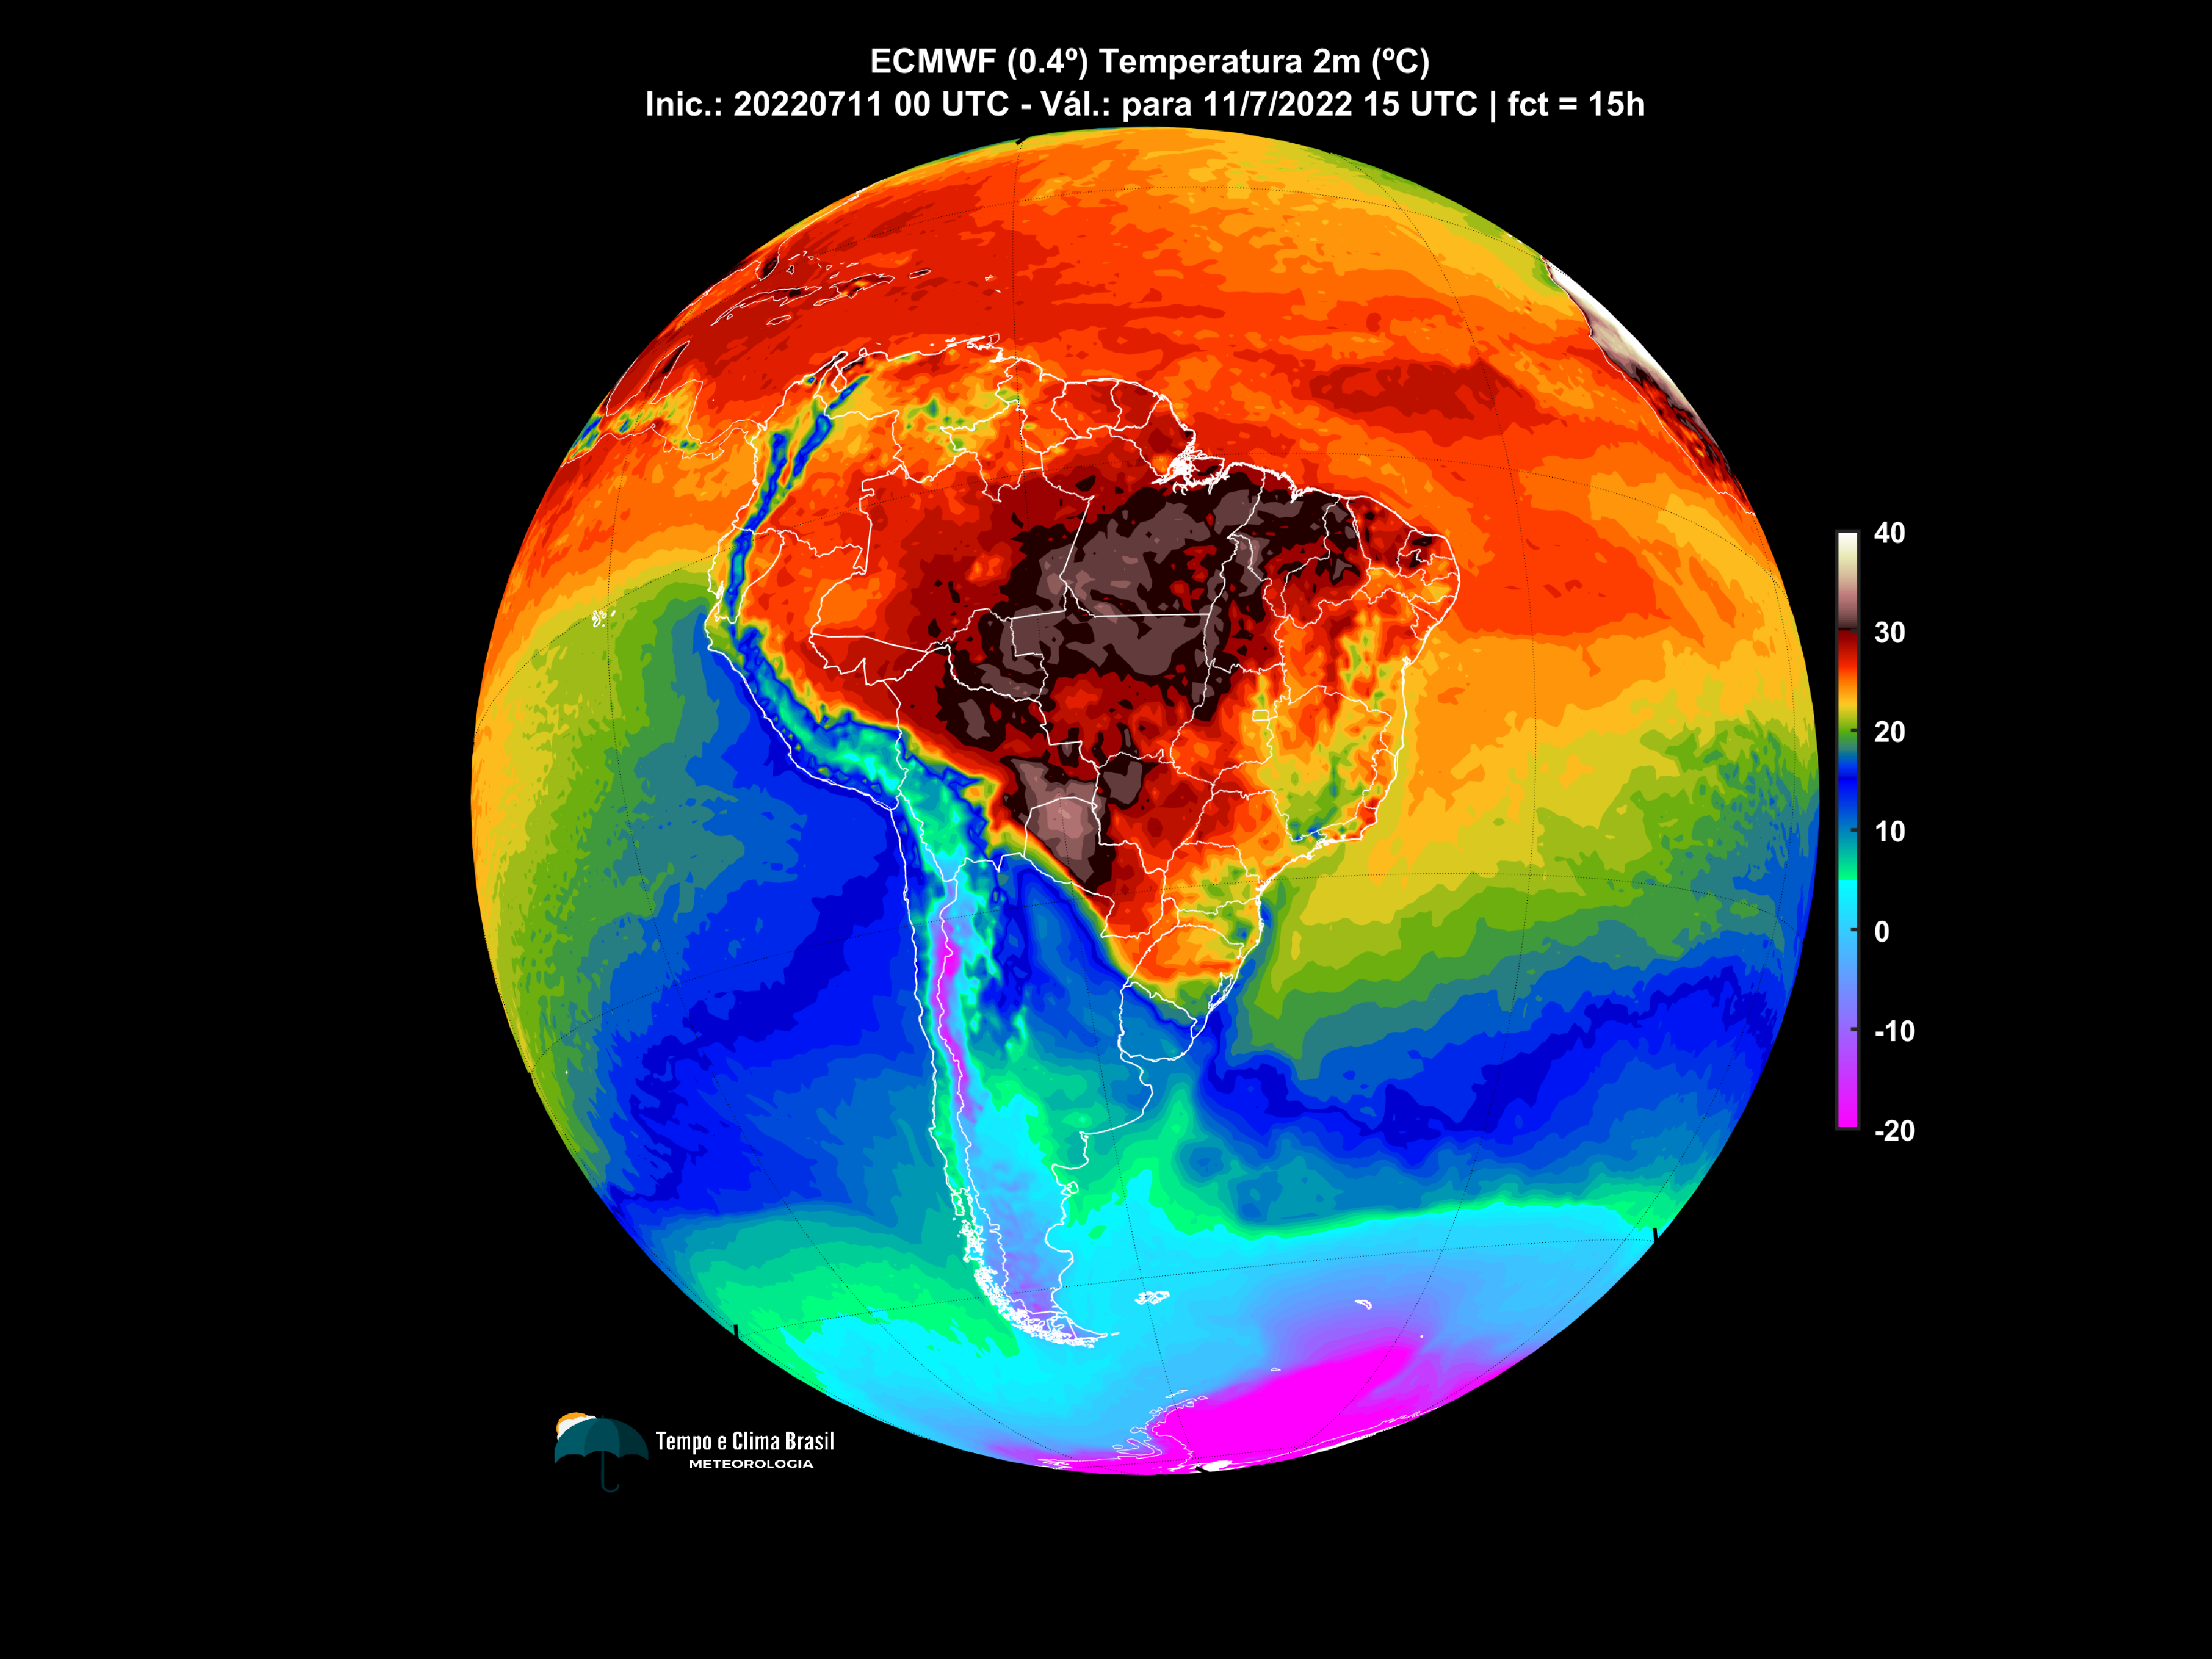 ECMWF (0.4º) Temperatura 2m (ºC)
Inic.: 20220711 00 UTC - Vál.: para 11/7/2022 15 UTC | fct = 15h
40
30
20
10
0
-10
-20
Tempo e Clima Brasil
METEOROLOGIA